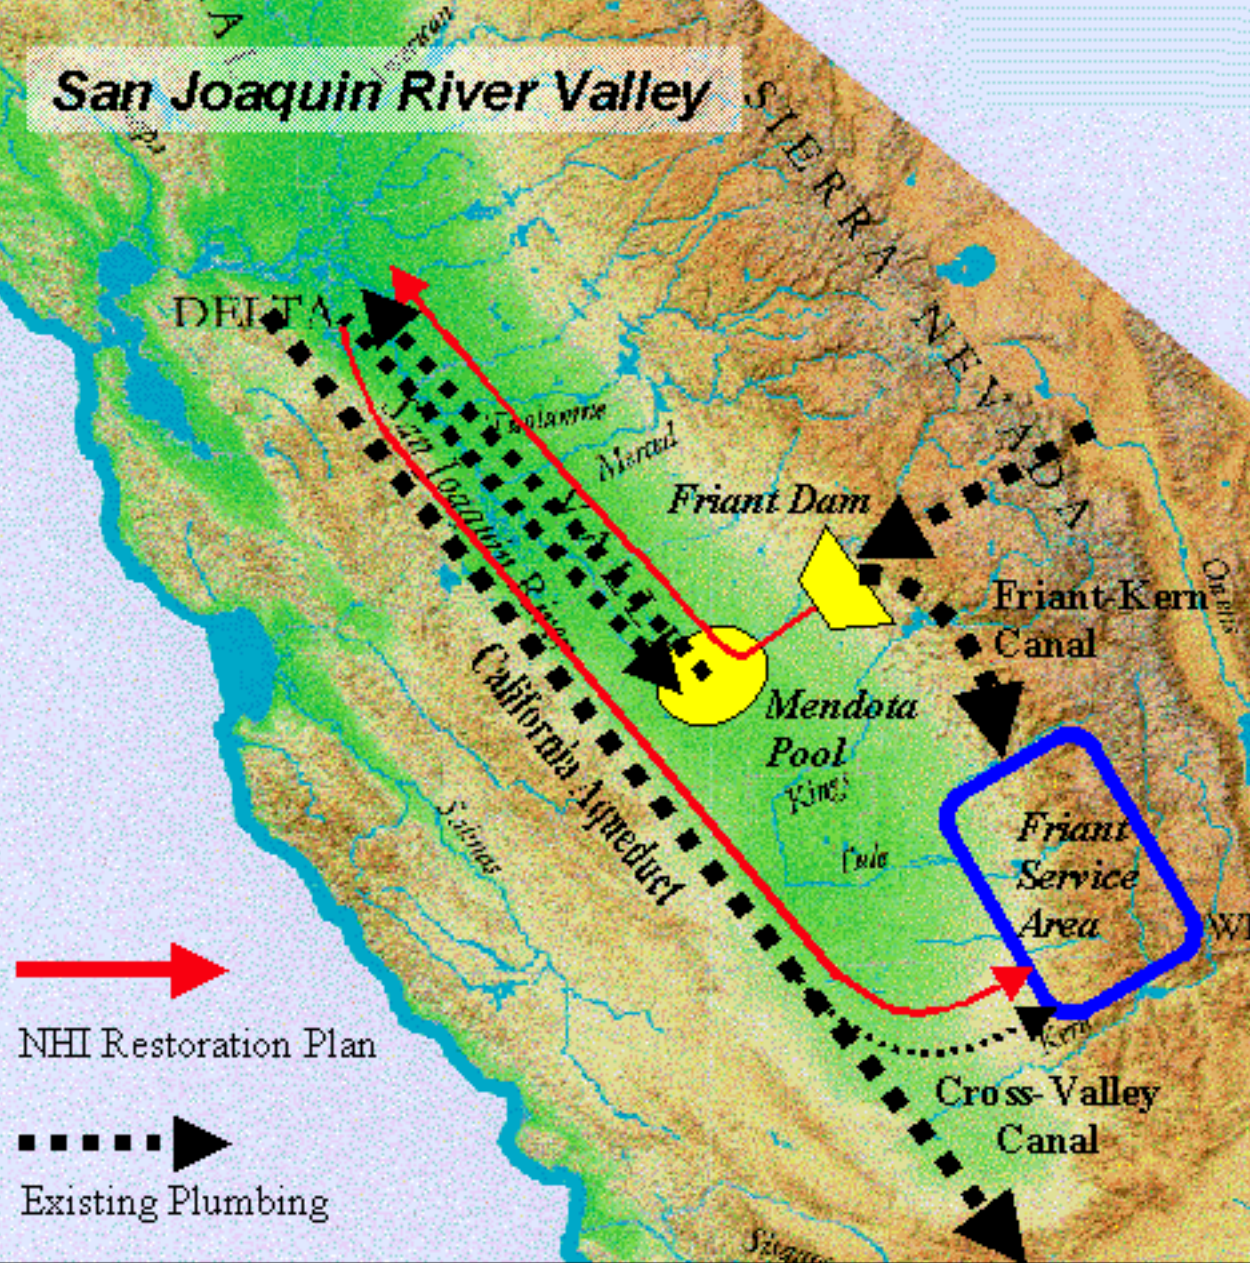 San Joaquin River Valley
SIERRA NEVADA
DELTA
Tuolumne
Merced
San Joaquin River
Friant Dam
Friant-Kern
Canal
Owens
Mendota
Pool
Kings
California Aqueduct
Salinas
Friant
Service
Area
Kern
Cross-Valley
Canal
NHI Restoration Plan
Existing Plumbing